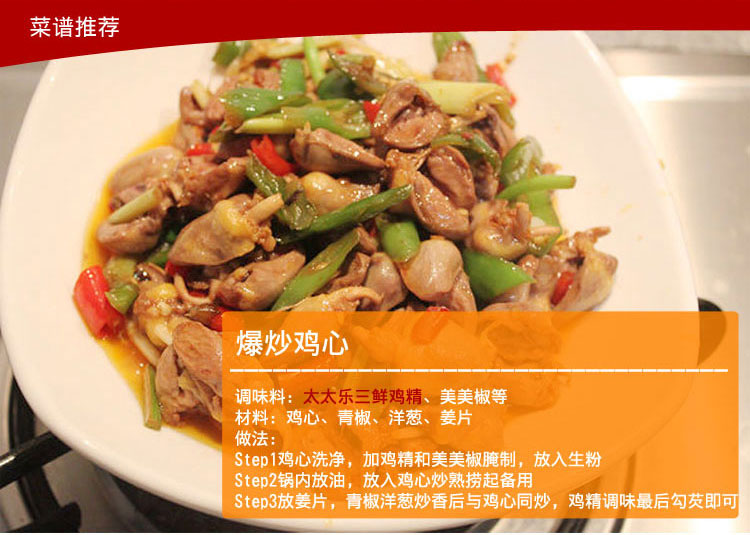 菜谱推荐
爆炒鸡心
调味料：太太乐三鲜鸡精、美美椒等
材料：鸡心、青椒、洋葱、姜片
做法：
Step1鸡心洗净，加鸡精和美美椒腌制，放入生粉
Step2锅内放油，放入鸡心炒熟捞起备用
Step3放姜片，青椒洋葱炒香后与鸡心同炒，鸡精调味最后勾芡即可